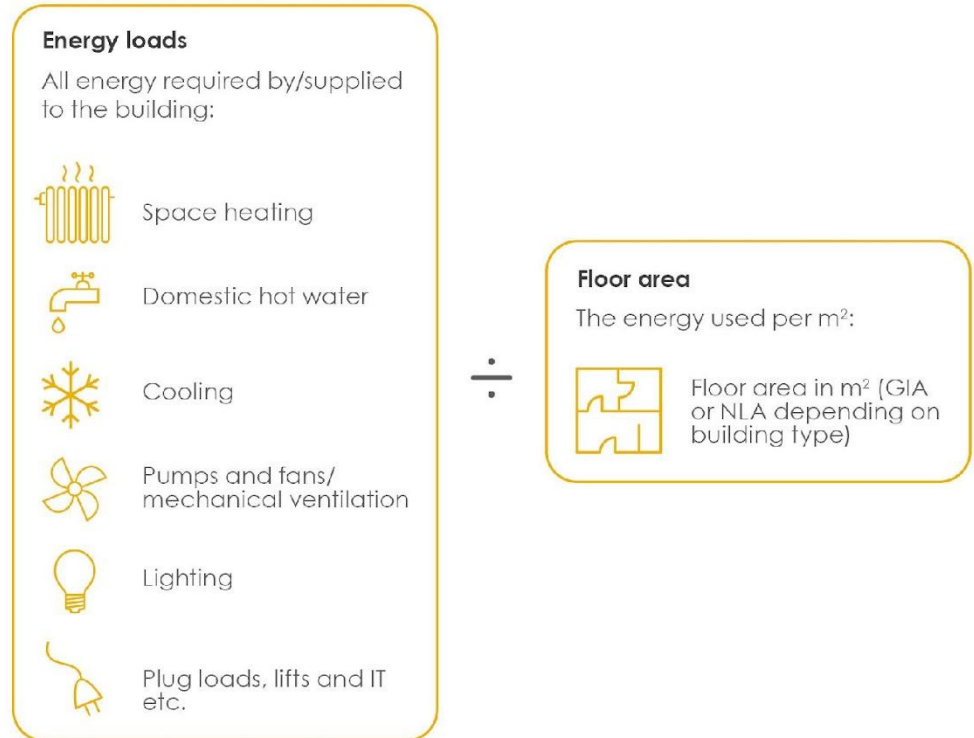 Energy loads
All energy required by/supplied
to the building:
Space heating
Domestic hot water
Cooling
Pumps and fans/
mechanical ventilation
Lighting
Plug loads, lifts and IT
etc.
÷
Floor area
The energy used per m²:
Floor area in m² (GIA
or NLA depending on
building type)